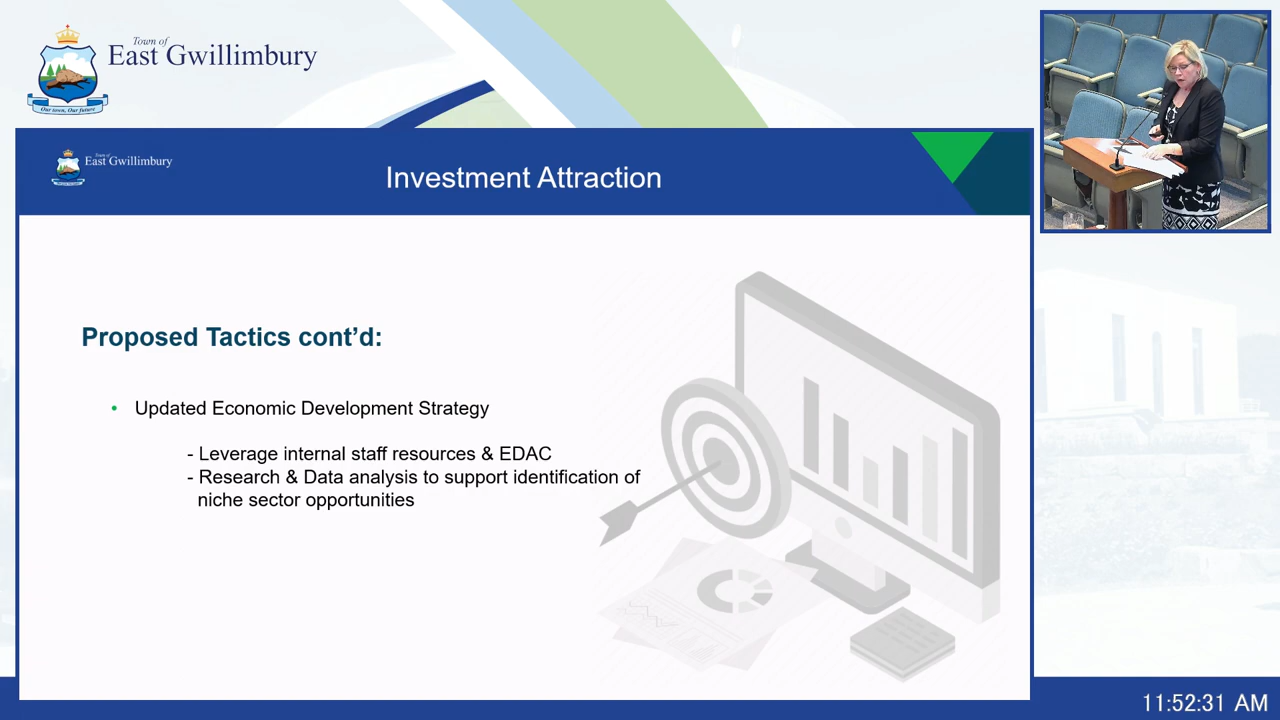 Town of
East Gwillimbury
Our town, Our future
Town of
East Gwillimbury
Investment Attraction
Proposed Tactics cont’d:
• Updated Economic Development Strategy
- Leverage internal staff resources & EDAC
- Research & Data analysis to support identification of
niche sector opportunities
11:52:31 AM